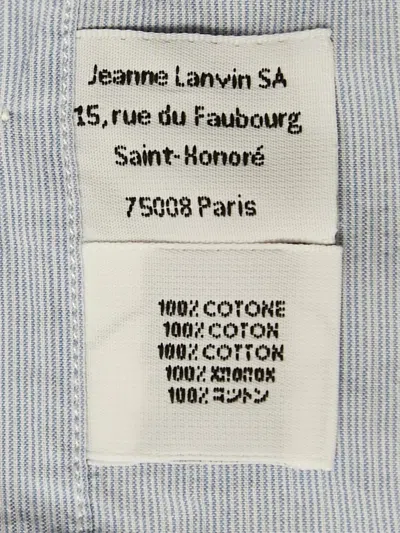 Jeanne Lanvin SA
15, rue du Faubourg
Saint-Honoré
75008 Paris
100% COTONE
100% COTON
100% COTTON
100% ХЛОПОК
100% コットン